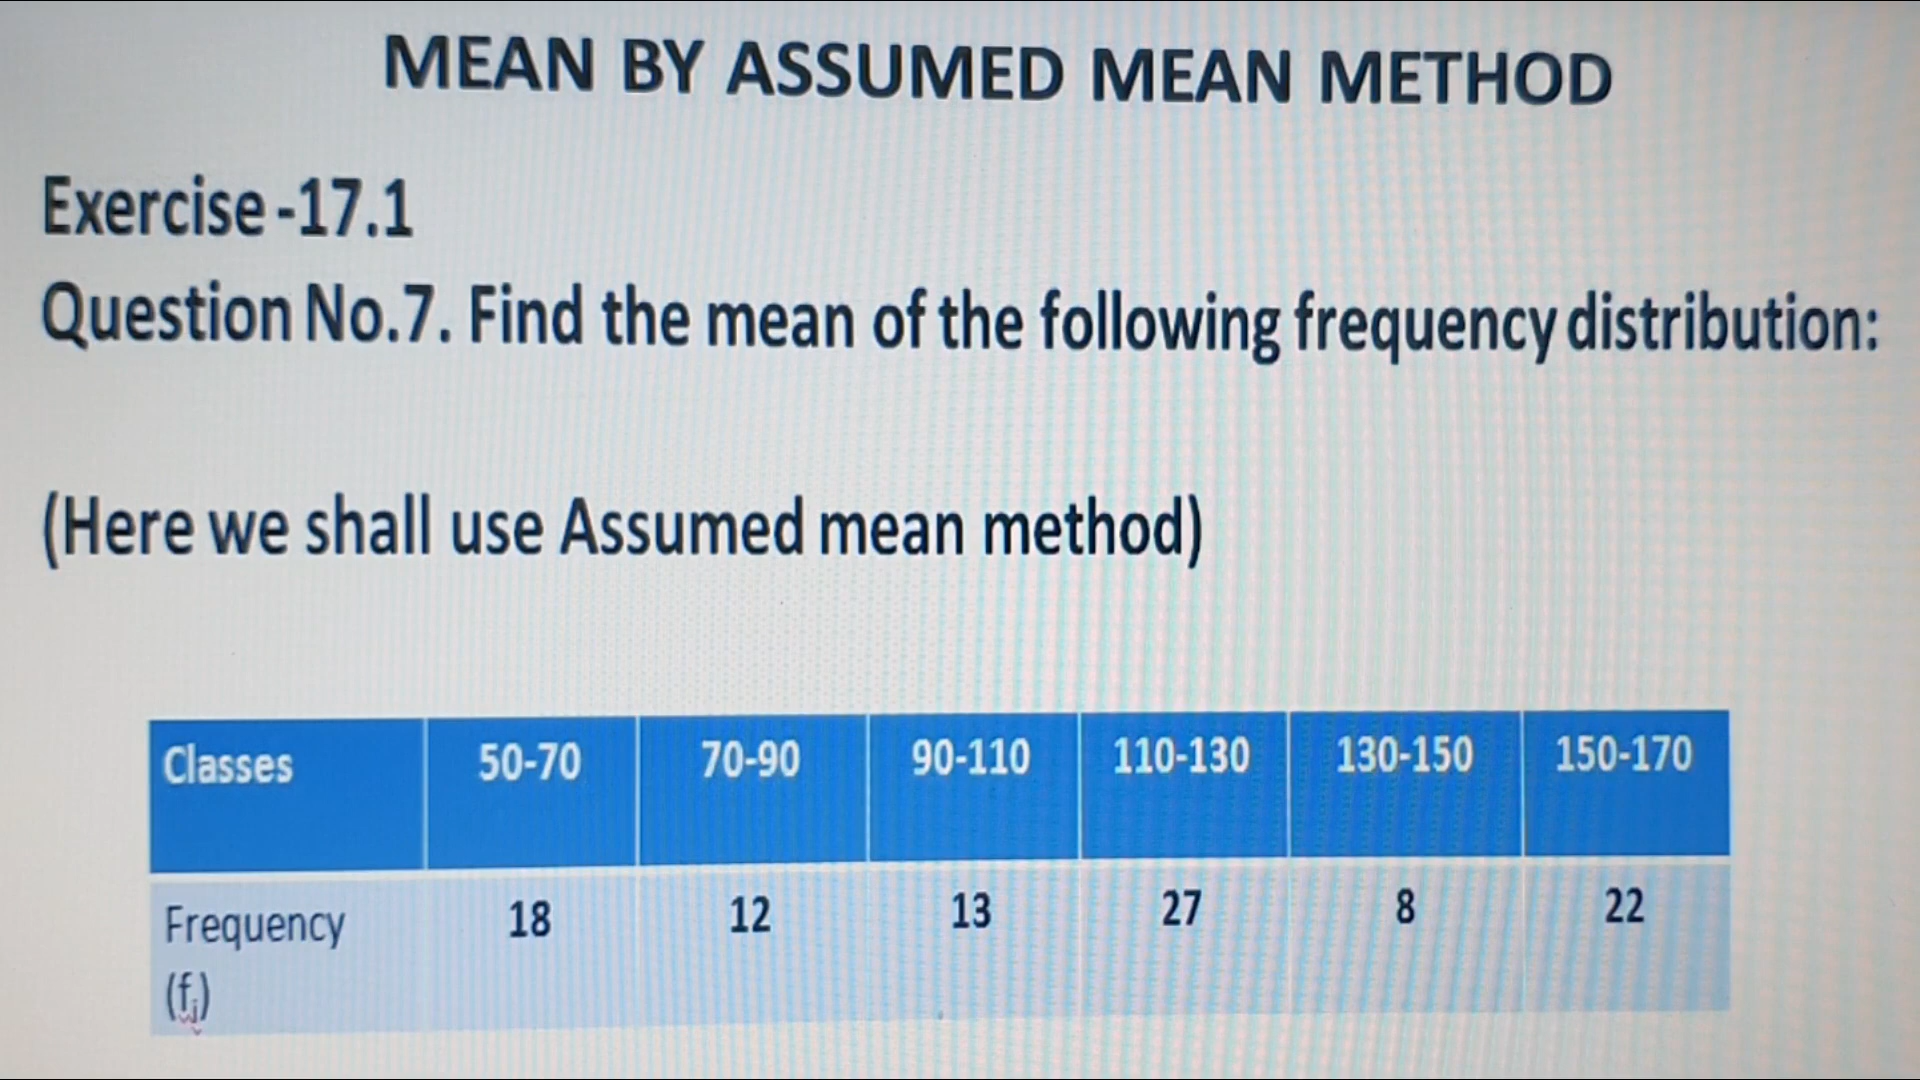 MEAN BY ASSUMED MEAN METHOD
Exercise -17.1
Question No.7. Find the mean of the following frequency distribution:
(Here we shall use Assumed mean method)
Classes 50-70 70-90 90-110 110-130 130-150 150-170
Frequency 18 12 13 27 8 22
(fi)